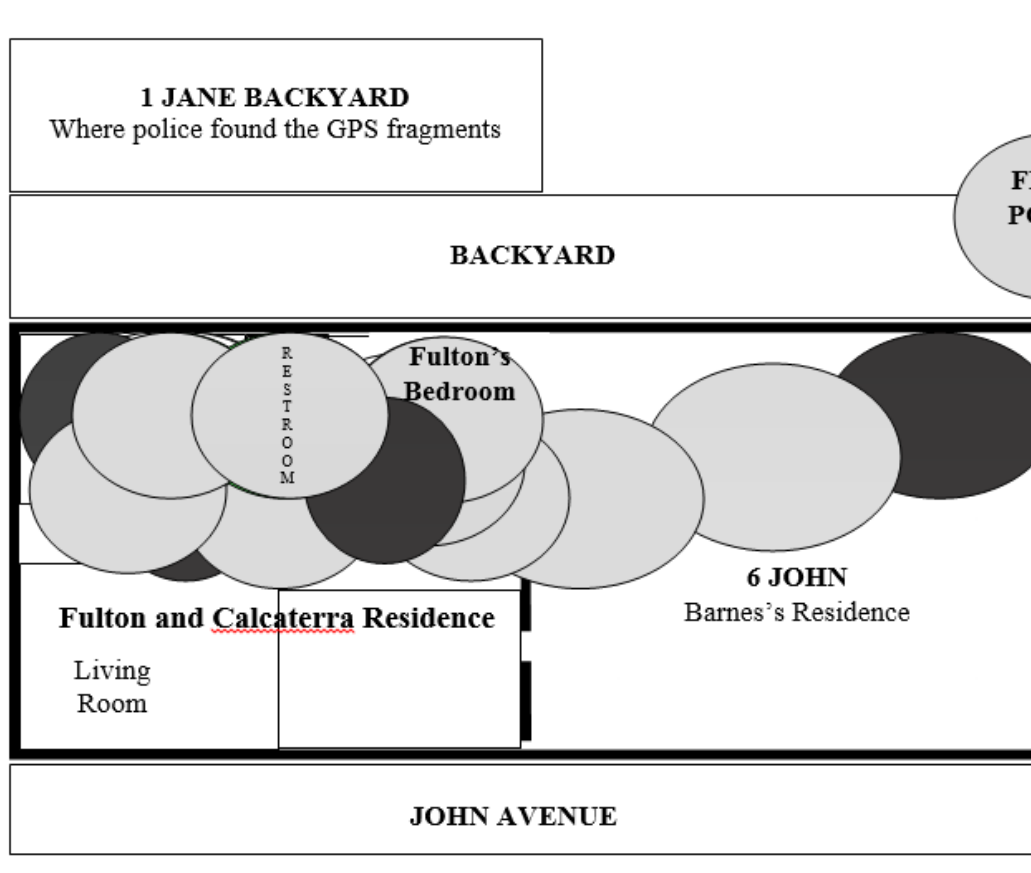 1 JANE BACKYARD
Where police found the GPS fragments
BACKYARD
RESTROOM
Fulton's
Bedroom
6 JOHN
Barnes's Residence
Fulton and Calcaterra Residence
Living
Room
JOHN AVENUE